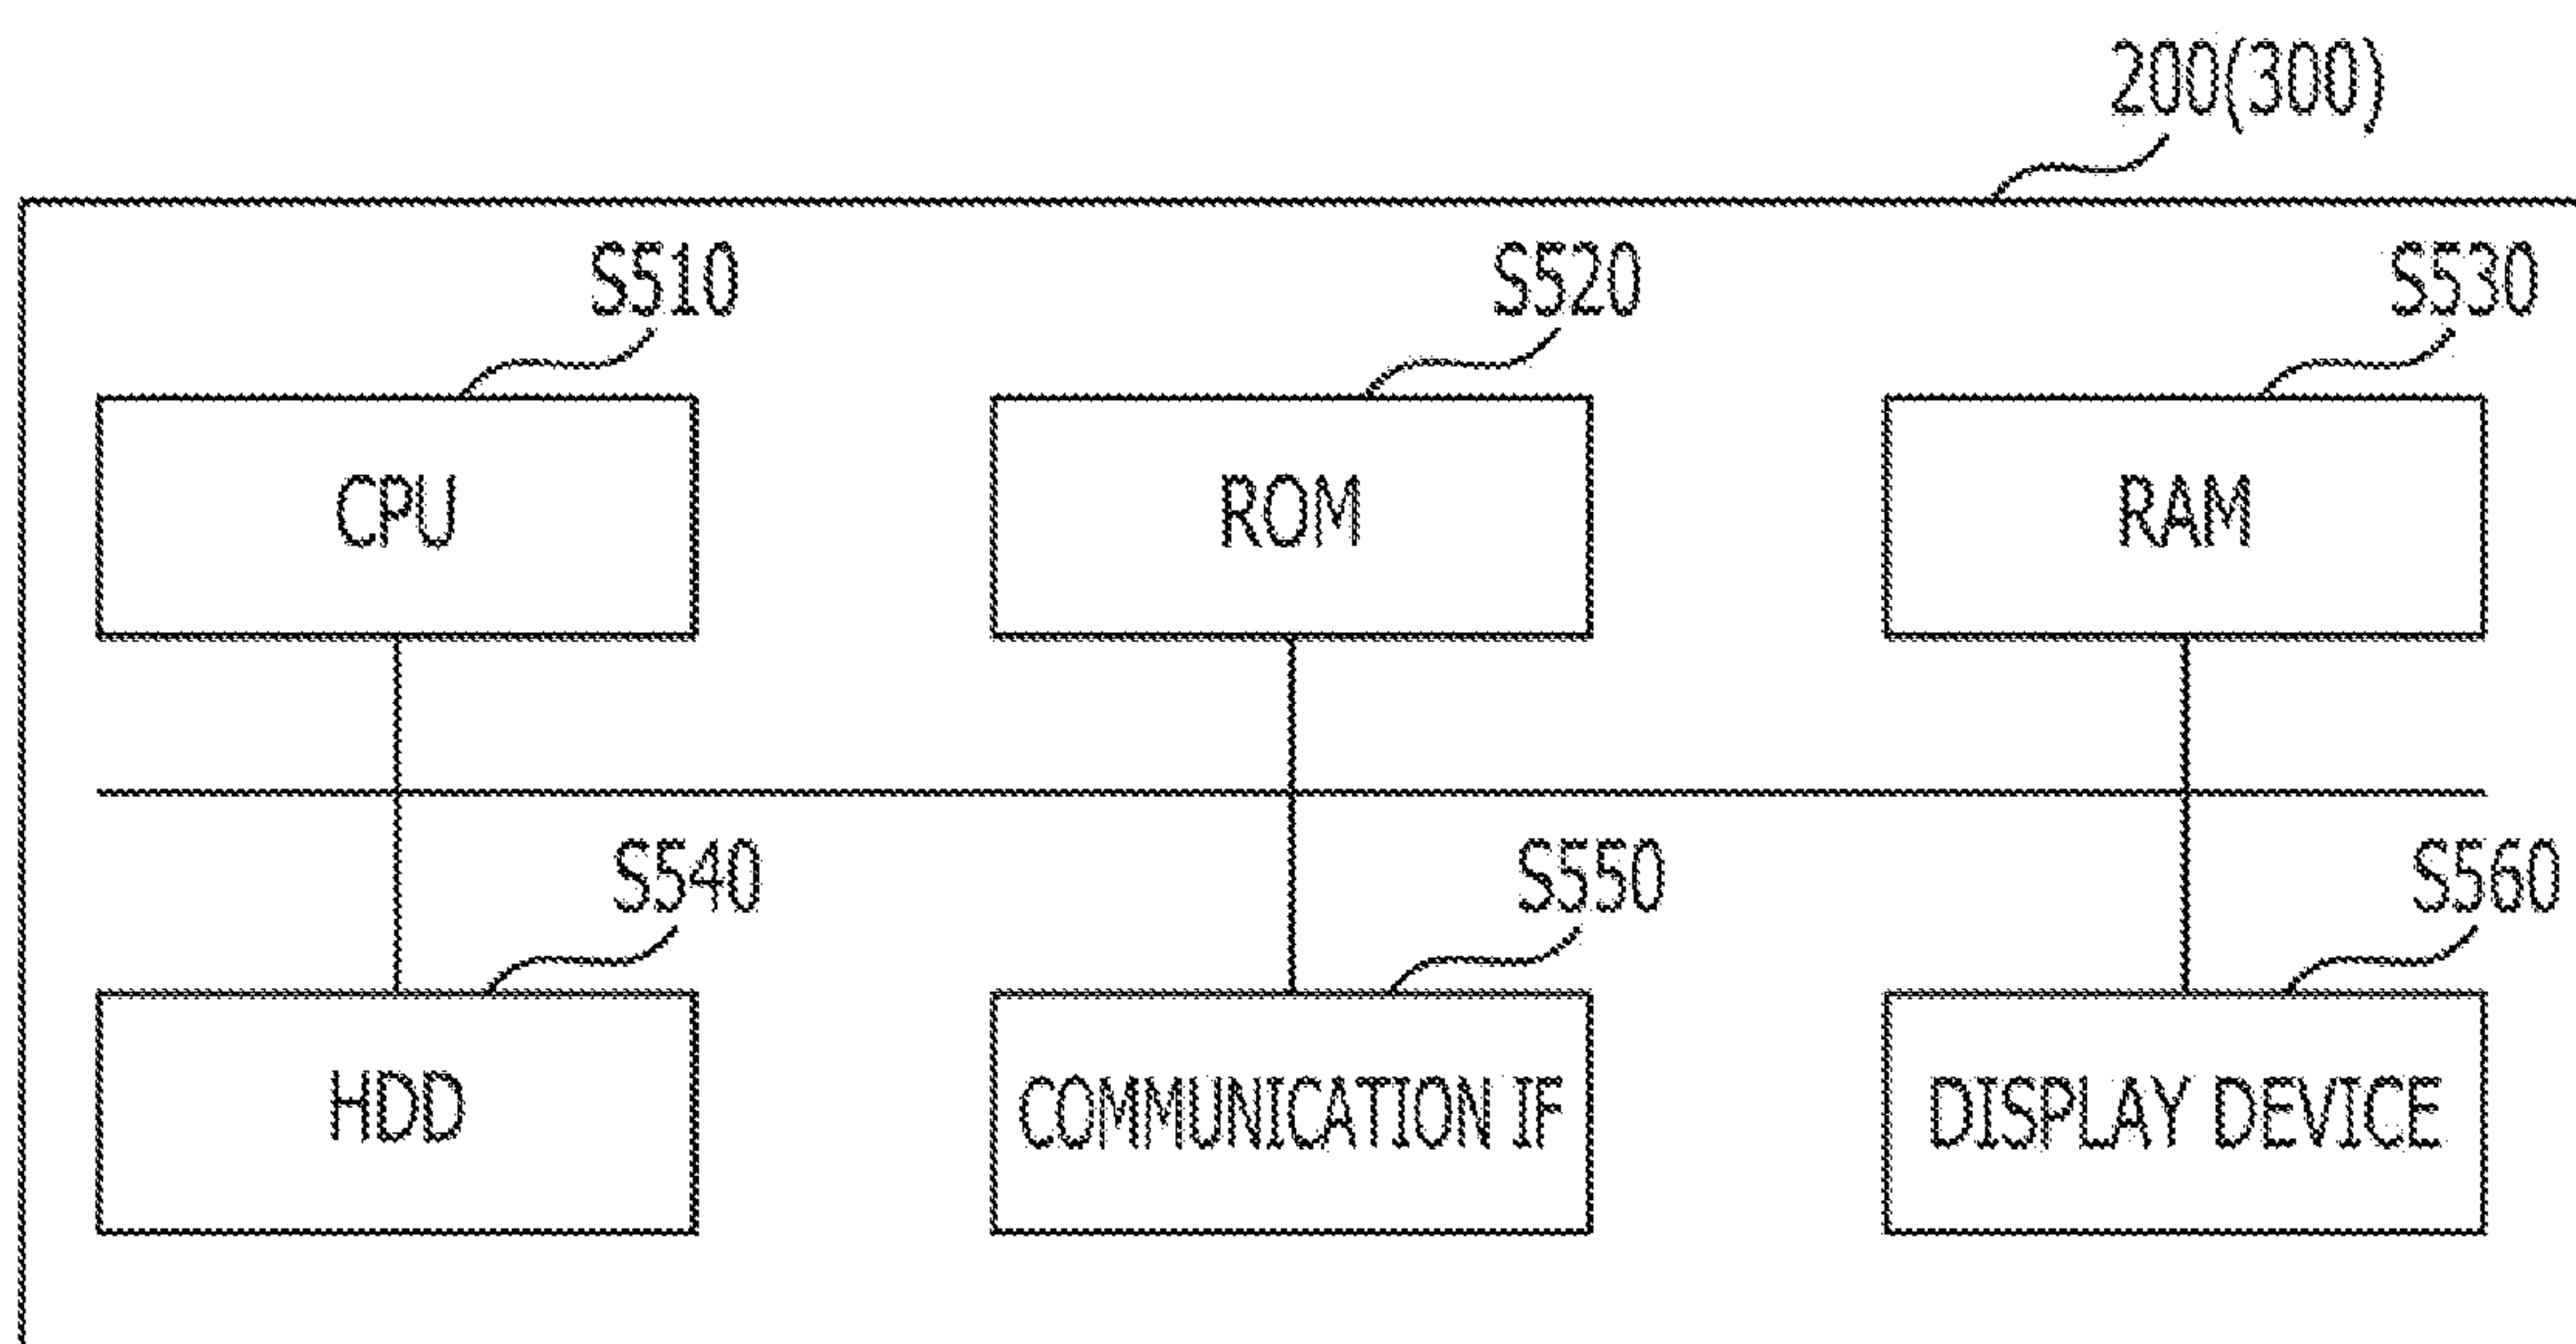 200(300)
S510
S520
S530
CPU
ROM
RAM
S540
S550
S560
HDD
COMMUNICATION IF
DISPLAY DEVICE